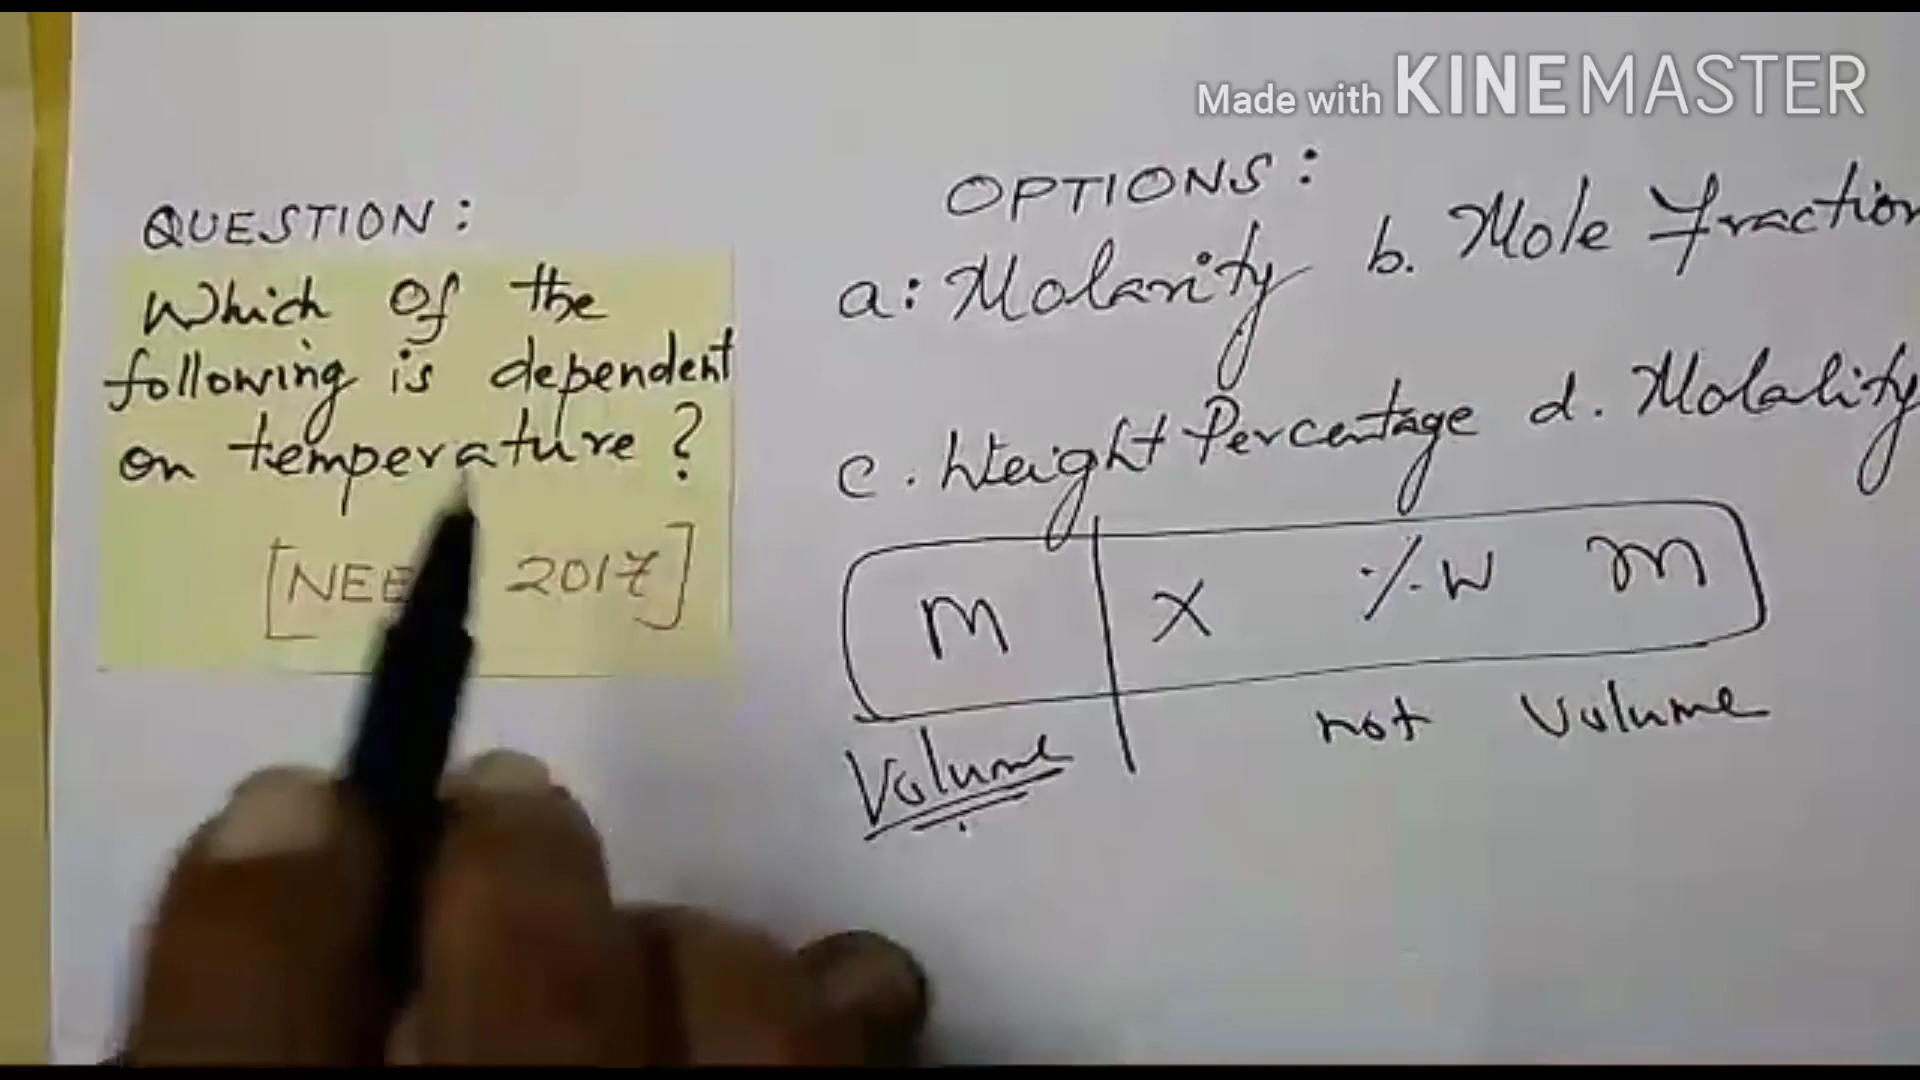 Made with KINEMASTER
QUESTION:
Which Of the
following is dependent
on temperature?
2017]
OPTIONS:
a: Molarity b. Mole Fraction
c. Weight Percentage d. Molality
M X %W m
Volume not Volume